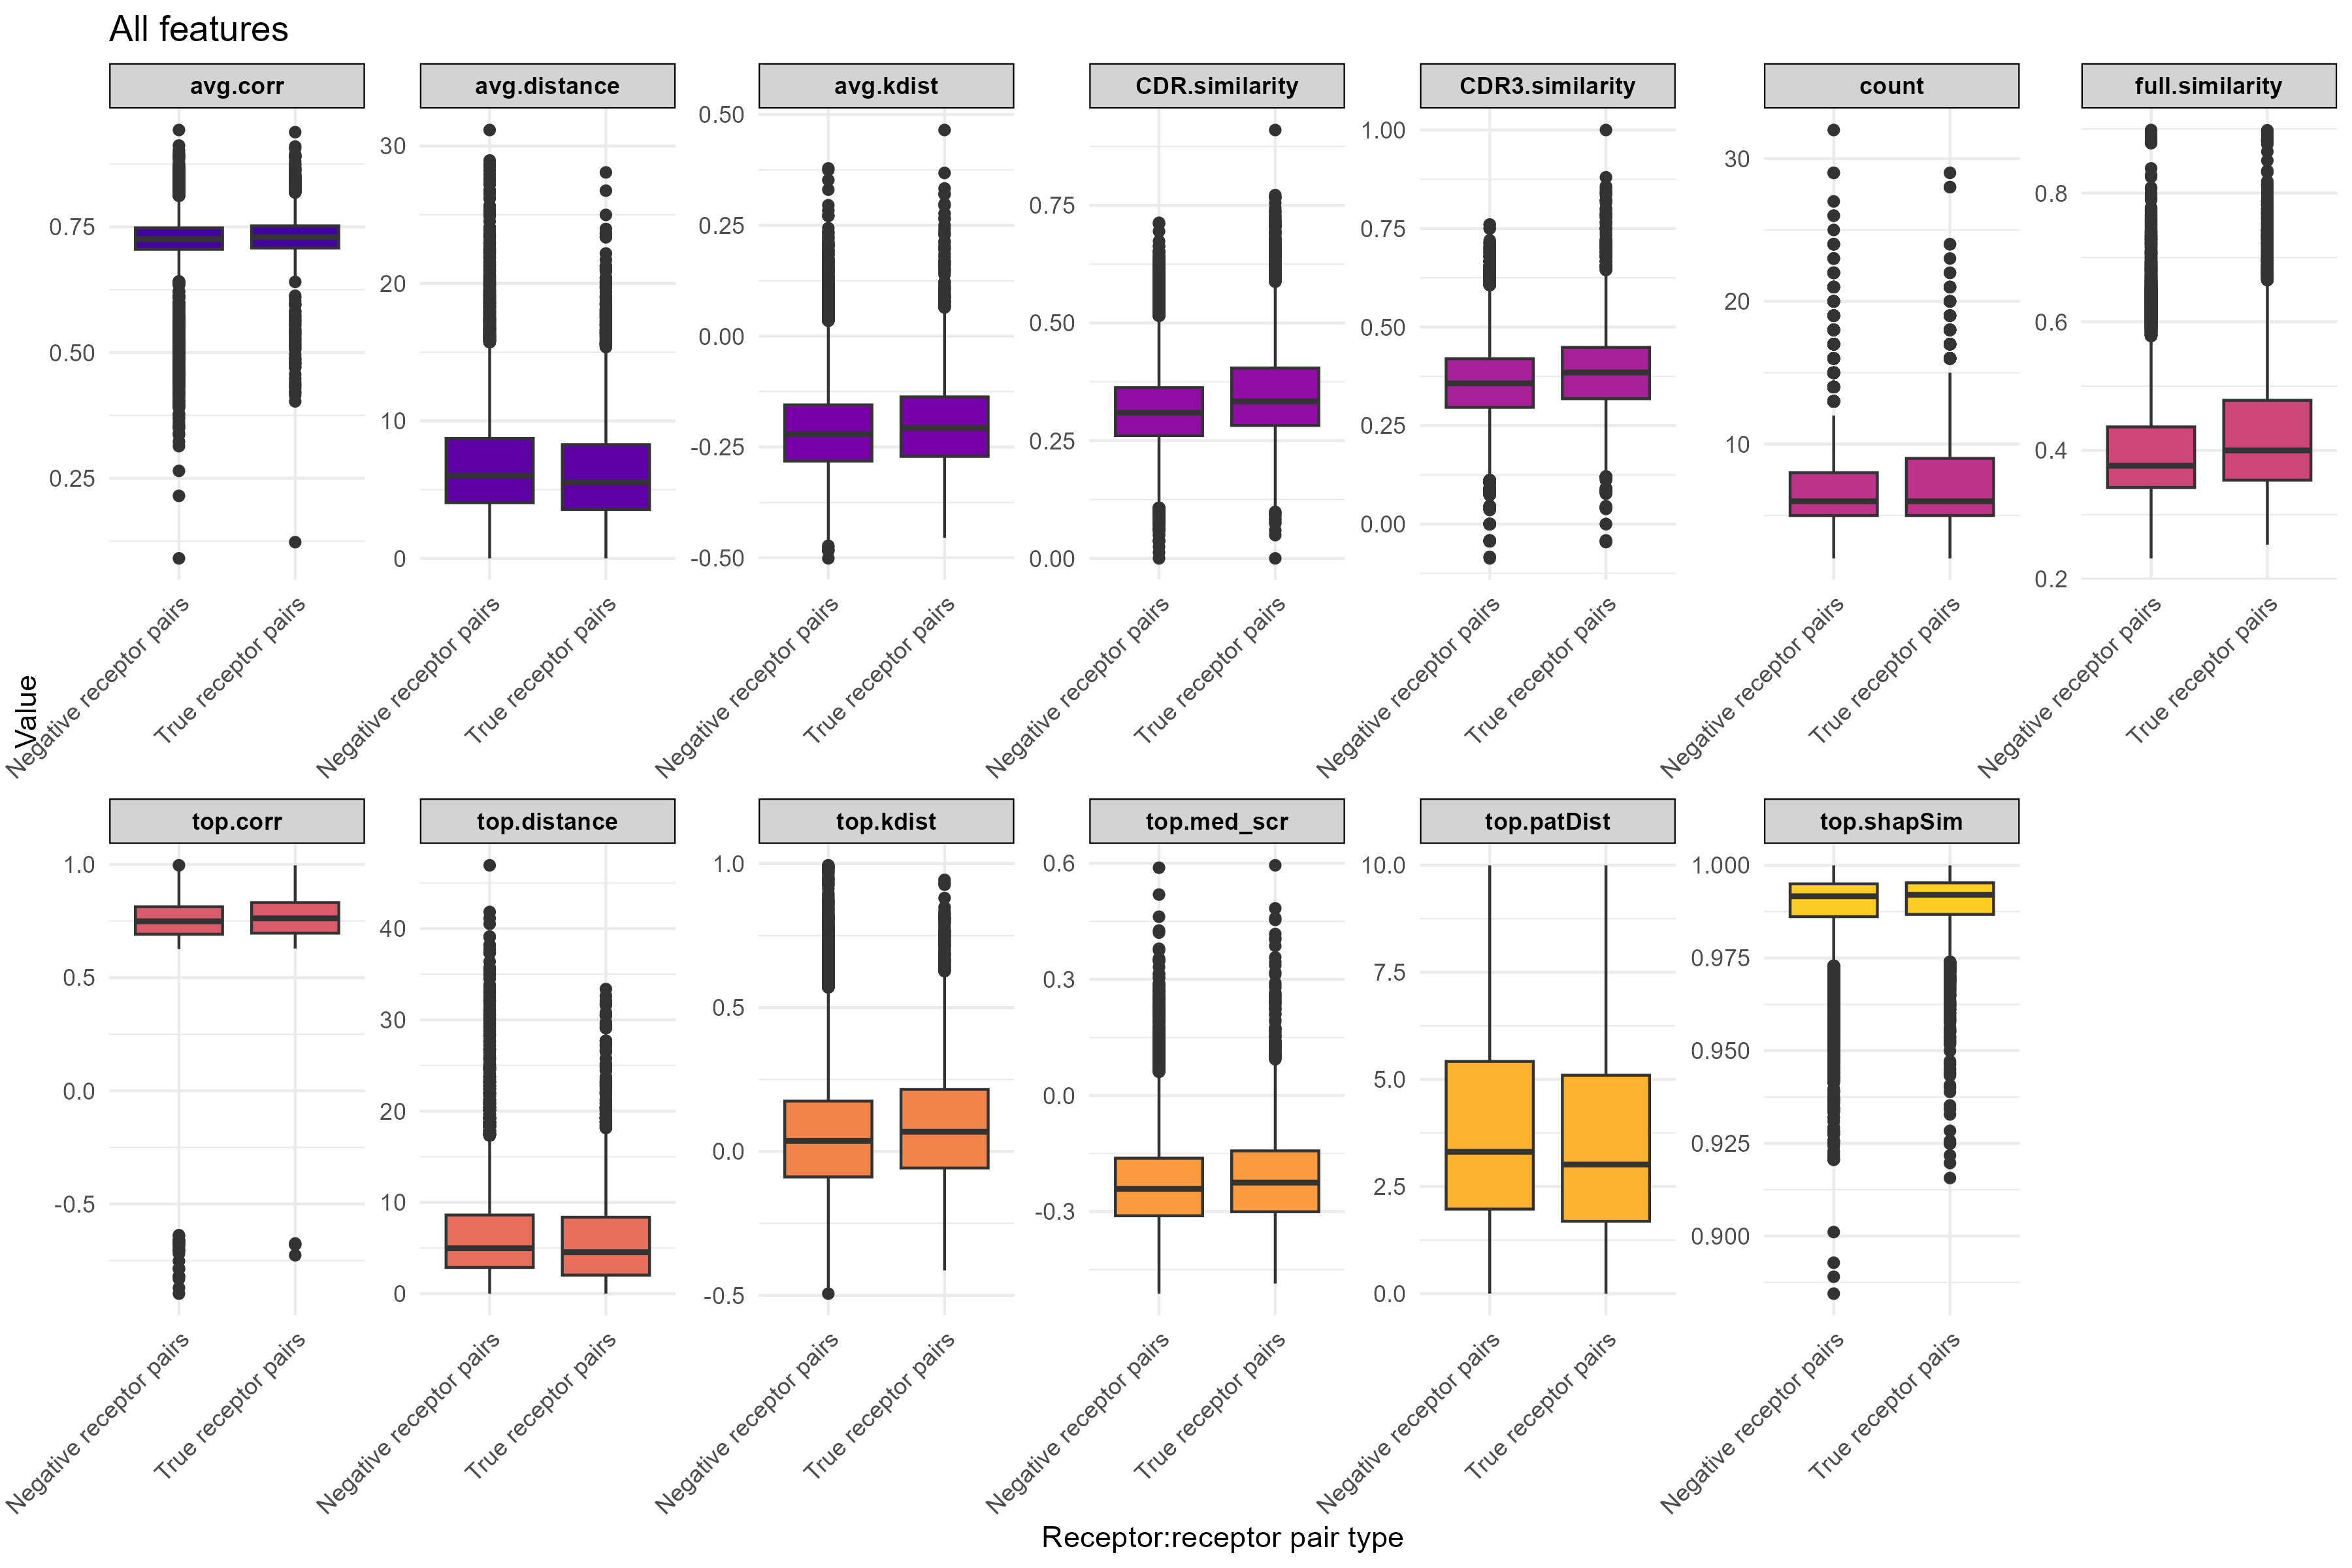 All features
avg.corr avg.distance avg.kdist CDR.similarity CDR3.similarity count full.similarity
0.75
0.50
0.25
30
20
10
0
0.50
0.25
0.00
-0.25
-0.50
0.75
0.50
0.25
0.00
1.00
0.75
0.50
0.25
0.00
30
20
10
0.8
0.6
0.4
0.2
Negative receptor pairs
True receptor pairs
Negative receptor pairs
True receptor pairs
Negative receptor pairs
True receptor pairs
Negative receptor pairs
True receptor pairs
Negative receptor pairs
True receptor pairs
Negative receptor pairs
True receptor pairs
Negative receptor pairs
True receptor pairs
Value
top.corr top.distance top.kdist top.med_scr top.patDist top.shapSim
1.0
0.5
0.0
-0.5
40
30
20
10
0
1.0
0.5
0.0
-0.5
0.6
0.3
0.0
-0.3
10.0
7.5
5.0
2.5
0.0
1.000
0.975
0.950
0.925
0.900
Negative receptor pairs
True receptor pairs
Negative receptor pairs
True receptor pairs
Negative receptor pairs
True receptor pairs
Negative receptor pairs
True receptor pairs
Negative receptor pairs
True receptor pairs
Negative receptor pairs
True receptor pairs
Receptor:receptor pair type